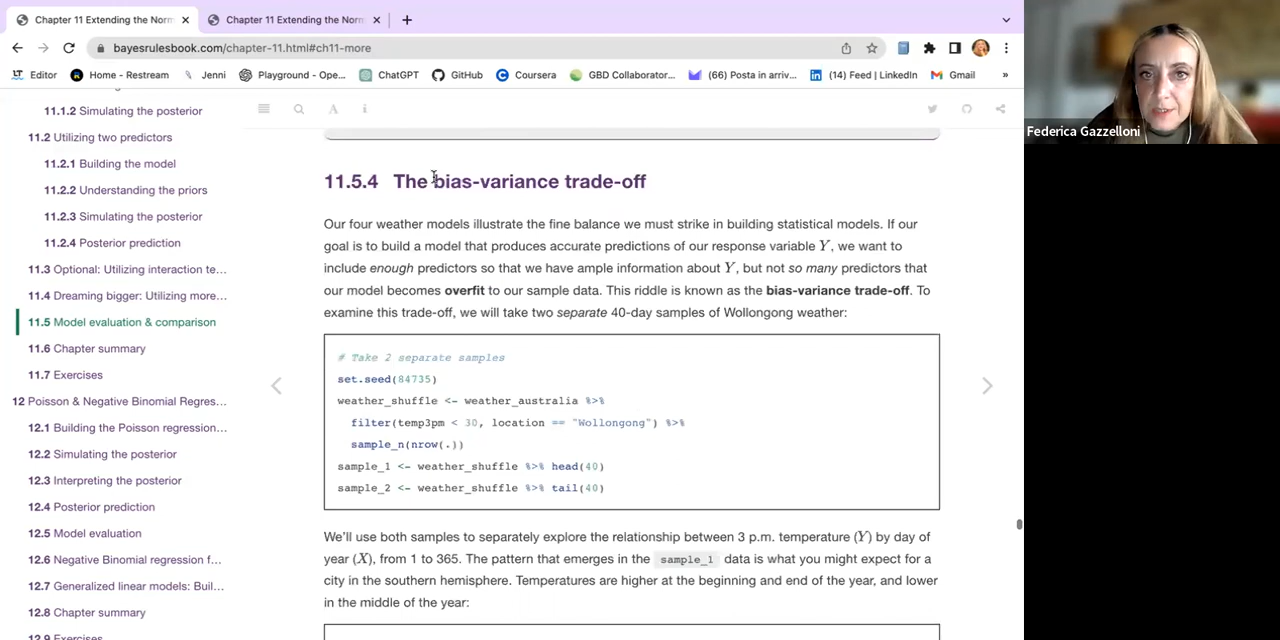 Chapter 11 Extending the Norm
Chapter 11 Extending the Norm
bayesrulesbook.com/chapter-11.html#ch11-more
Editor
Home - Restream
Jenni
Playground - Ope...
ChatGPT
GitHub
Coursera
GBD Collaborator...
(66) Posta in arriv...
(14) Feed | LinkedIn
Gmail
»
Federica Gazzelloni
11.1.2 Simulating the posterior
11.2 Utilizing two predictors
11.2.1 Building the model
11.2.2 Understanding the priors
11.2.3 Simulating the posterior
11.2.4 Posterior prediction
11.3 Optional: Utilizing interaction te...
11.4 Dreaming bigger: Utilizing more...
11.5 Model evaluation & comparison
11.6 Chapter summary
11.7 Exercises
12 Poisson & Negative Binomial Regres...
12.1 Building the Poisson regression...
12.2 Simulating the posterior
12.3 Interpreting the posterior
12.4 Posterior prediction
12.5 Model evaluation
12.6 Negative Binomial regression f...
12.7 Generalized linear models: Buil...
12.8 Chapter summary
12.9 Exercises
11.5.4 The bias-variance trade-off
Our four weather models illustrate the fine balance we must strike in building statistical models. If our
goal is to build a model that produces accurate predictions of our response variable Y, we want to
include enough predictors so that we have ample information about Y, but not so many predictors that
our model becomes overfit to our sample data. This riddle is known as the bias-variance trade-off. To
examine this trade-off, we will take two separate 40-day samples of Wollongong weather:
# Take 2 separate samples
set.seed(84735)
weather_shuffle <- weather_australia %>%
filter(temp3pm < 30, location == "Wollongong") %>%
sample_n(nrow(.))
sample_1 <- weather_shuffle %>% head(40)
sample_2 <- weather_shuffle %>% tail(40)
We'll use both samples to separately explore the relationship between 3 p.m. temperature (Y) by day of
year (X), from 1 to 365. The pattern that emerges in the sample_1 data is what you might expect for a
city in the southern hemisphere. Temperatures are higher at the beginning and end of the year, and lower
in the middle of the year: